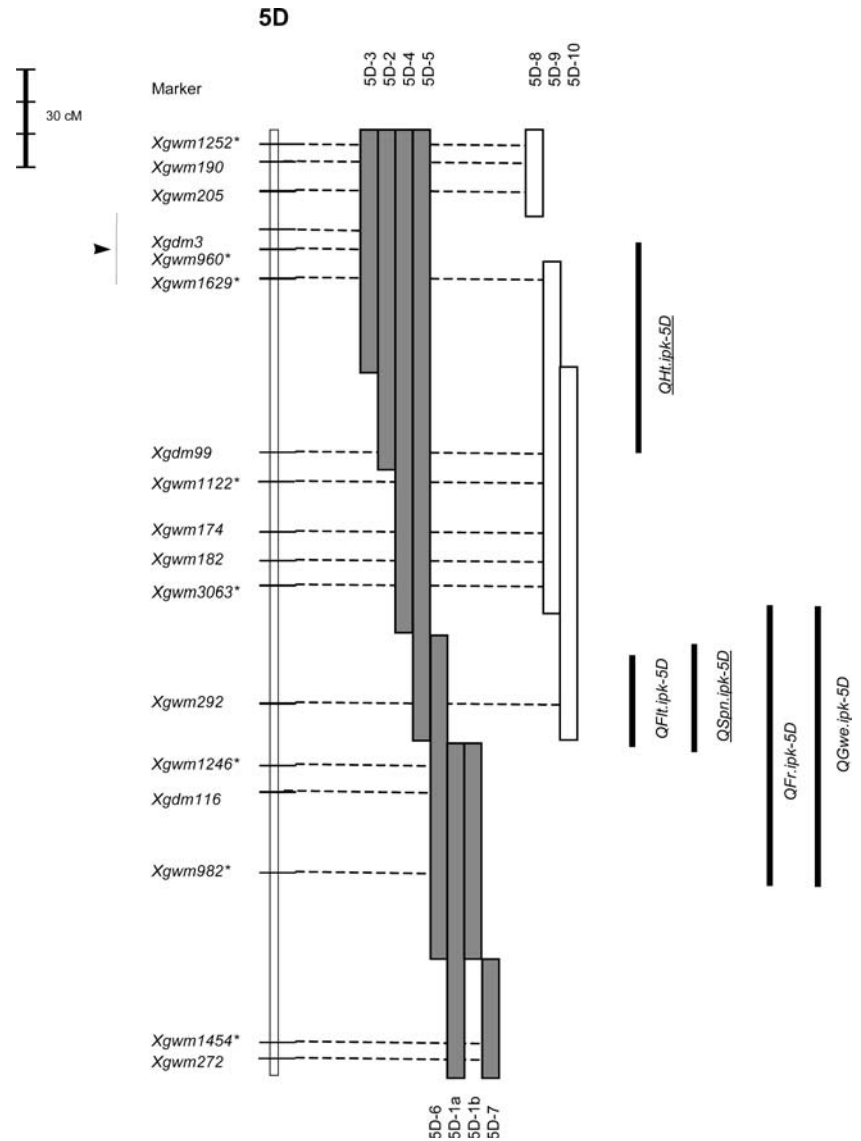 5D
5D-3
5D-2
5D-4
5D-5
5D-8
5D-9
5D-10
Marker
30 cM
Xgwm1252*
Xgwm190
Xgwm205
Xgdm3
Xgwm960*
Xgwm1629*
QHt.ipk-5D
Xgdm99
Xgwm1122*
Xgwm174
Xgwm182
Xgwm3063*
Xgwm292
QFlt.ipk-5D
QSpn.ipk-5D
QFr.ipk-5D
QGwe.ipk-5D
Xgwm1246*
Xgdm116
Xgwm982*
Xgwm1454*
Xgwm272
5D-6
5D-1a
5D-1b
5D-7